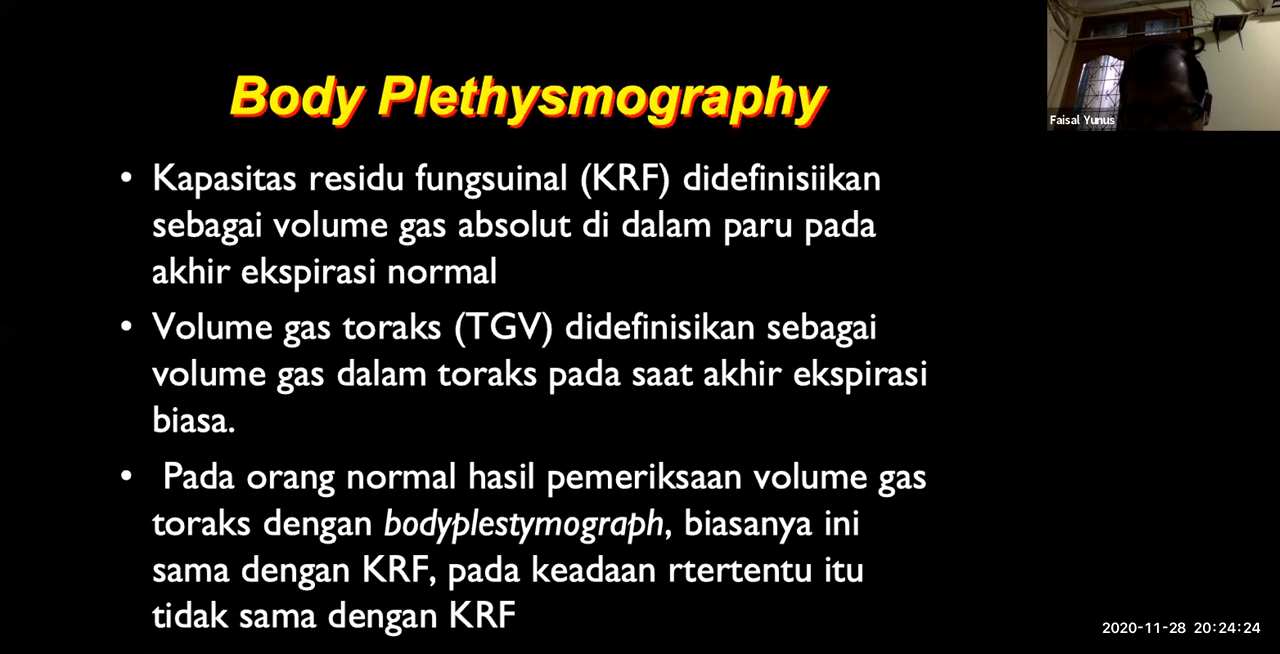 Body Plethysmography
Faisal Yunus
• Kapasitas residu fungsuinal (KRF) didefinisiikan
sebagai volume gas absolut di dalam paru pada
akhir ekspirasi normal
• Volume gas toraks (TGV) didefinisikan sebagai
volume gas dalam toraks pada saat akhir ekspirasi
biasa.
• Pada orang normal hasil pemeriksaan volume gas
toraks dengan bodyplestymograph, biasanya ini
sama dengan KRF, pada keadaan rtertentu itu
tidak sama dengan KRF
2020-11-28 20:24:24